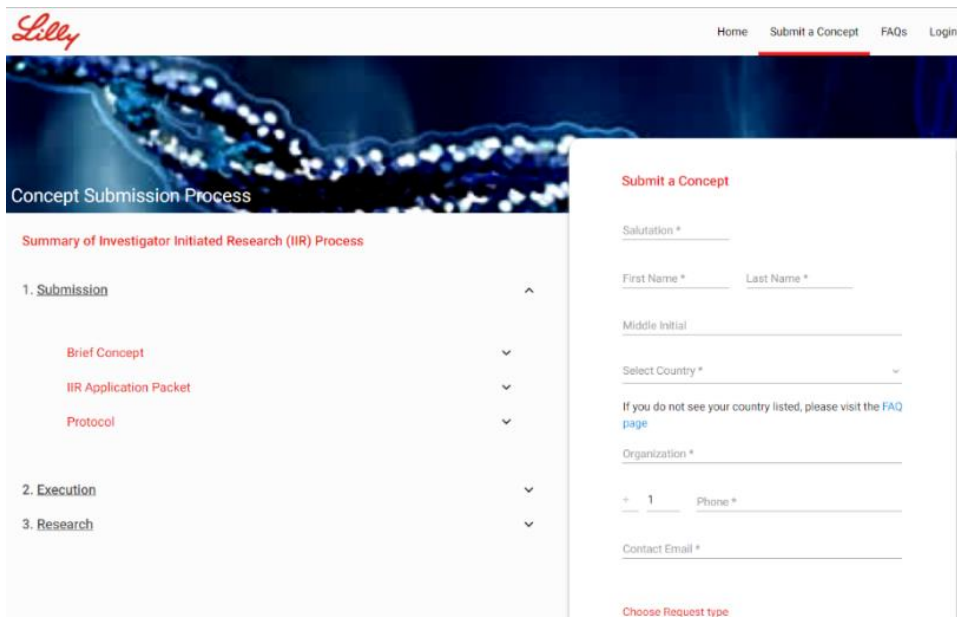 Lilly
Home Submit a Concept FAQs Login
Concept Submission Process
Summary of Investigator Initiated Research (IIR) Process
1. Submission
Brief Concept
IIR Application Packet
Protocol
2. Execution
3. Research
Submit a Concept
Salutation *
First Name * Last Name *
Middle Initial
Select Country *
If you do not see your country listed, please visit the FAQ
page
Organization *
+ 1 Phone *
Contact Email *
Choose Request type